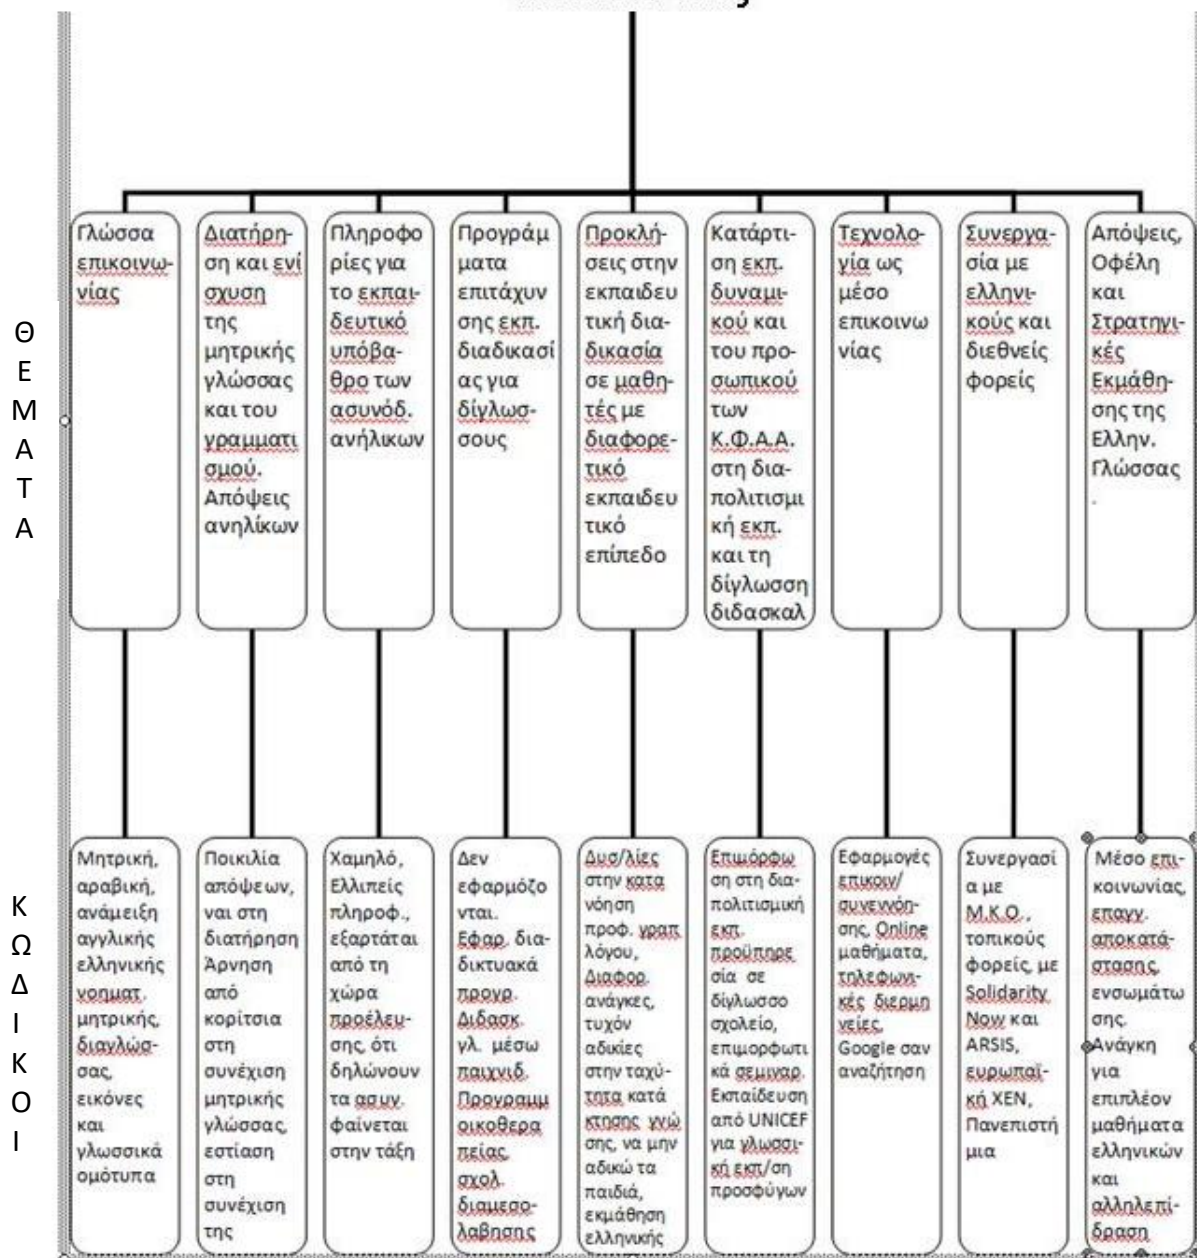 ΘΕΜΑΤΑ
Γλώσσα
επικοινω-
νίας
Διατήρη-
ση και ενί
σχυση
της
μητρικής
γλώσσας
και του
γραμματι
σμού.
Απόψεις
ανηλίκων
Πληροφο
ρίες για
το εκπαι-
δευτικό
υπόβα-
θρο των
ασυνόδ.
ανήλικων
Προγράμ
ματα
επιτάχυν
σης εκπ.
διαδικασί
ας για
δίγλωσ-
σους
Προκλή-
σεις στην
εκπαιδευ
τική δια-
δικασία
σε μαθη-
τές με
διαφορε-
τικό
εκπαιδευ
τικό
επίπεδο
Κατάρτι-
ση εκπ.
δυναμι-
κού και
του προ-
σωπικού
των
Κ.Φ.Α.Α.
στη δια-
πολιτισμι
κή εκπ.
και τη
δίγλωσση
διδασκαλ
Τεχνολο-
γία ως
μέσο
επικοινω
νίας
Συνεργα-
σία με
ελληνι-
κούς και
διεθνείς
φορείς
Απόψεις,
Οφέλη
και
Στρατηγι-
κές
Εκμάθη-
σης της
Ελλην.
Γλώσσας
.
ΚΩΔΙΚΟΙ
Μητρική,
αραβική,
ανάμειξη
αγγλικής
ελληνικής
νοηματ.
μητρικής,
διαγλώσ-
σας,
εικόνες
και
γλωσσικά
ομότυπα
Ποικιλία
απόψεων,
ναι στη
διατήρηση
Άρνηση
από
κορίτσια
στη
συνέχιση
μητρικής
γλώσσας,
εστίαση
στη
συνέχιση
της
Χαμηλό,
Ελλιπείς
πληροφ.,
εξαρτάται
από τη
χώρα
προέλευ-
σης, ότι
δηλώνουν
τα ασυν.
φαίνεται
στην τάξη
Δεν
εφαρμόζο
νται.
Εφαρ. δια-
δικτυακά
προγρ.
Διδασκ.
γλ. μέσω
παιχνιδ.
Προγραμμ
οικοθερα
πείας,
σχολ.
διαμεσο-
λαβησης
Δυσ/λίες
στην κατα
νόηση
προφ. γραπ
λόγου,
Διαφορ.
ανάγκες,
τυχόν
αδικίες
στην ταχύ-
τητα κατά
κτησης γνώ
σης, να μην
αδικώ τα
παιδιά,
εκμάθηση
ελληνικής
Επιμόρφω
ση στη δια-
πολιτισμική
εκπ.
προϋπηρε
σία σε
δίγλωσσο
σχολείο,
επιμορφωτι
κά σεμιναρ.
Εκπαίδευση
από UNICEF
για γλωσσι-
κή εκπ/ση
προσφύγων
Εφαρμογές
επικοιν/
συνεννόη-
σης, Online
μαθήματα,
τηλεφωνι-
κές διερμη
νείες,
Google σαν
αναζήτηση
Συνεργασί
α με
Μ.Κ.Ο.,
τοπικούς
φορείς, με
Solidarity
Now και
ARSIS,
ευρωπαϊ-
κή ΧΕΝ,
Πανεπιστή
μια
Μέσο επι-
κοινωνίας,
επαγγ.
αποκατά-
στασης,
ενσωμάτω
σης.
Ανάγκη
για
επιπλέον
μαθήματα
ελληνικών
και
αλληλεπί-
δραση